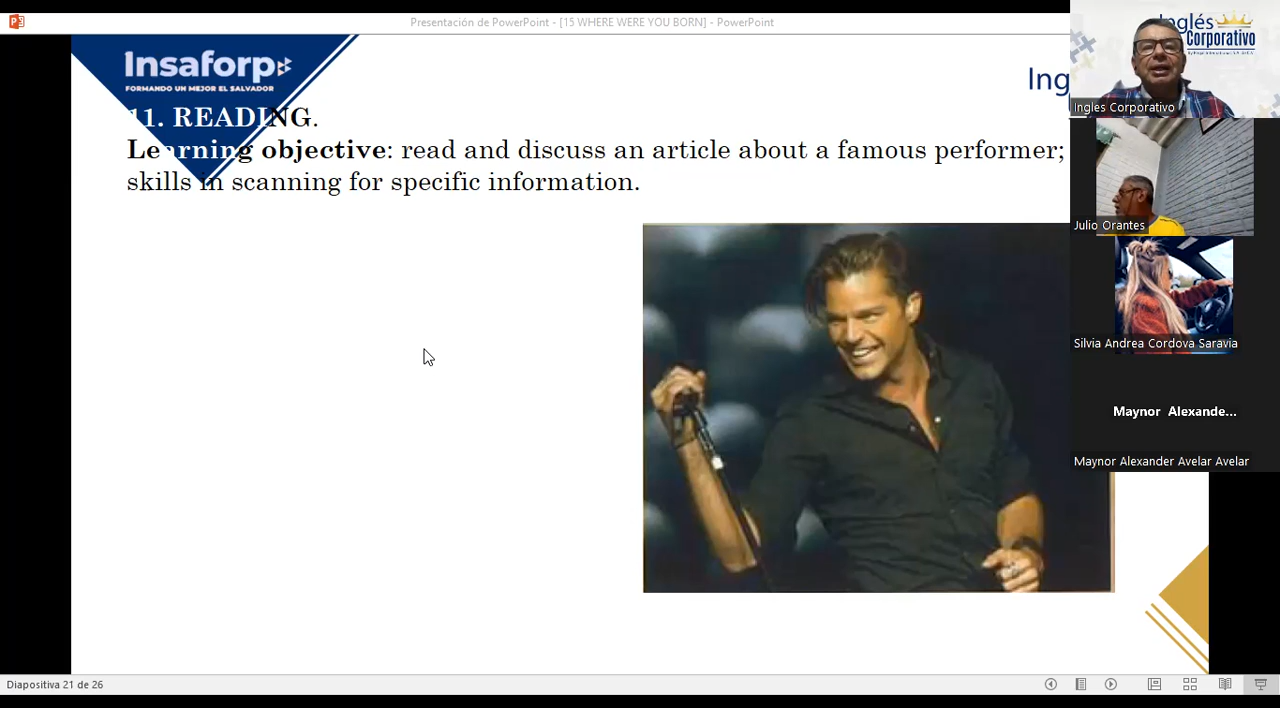 Presentación de PowerPoint - [15 WHERE WERE YOU BORN] - PowerPoint
Inglés
Corporativo
Insaforp
FORMANDO UN MEJOR EL SALVADOR
Ing
Ingles Corporativo
11. READING.
Learning objective: read and discuss an article about a famous performer;
skills in scanning for specific information.
Julio Orantes
Silvia Andrea Cordova Saravia
Maynor Alexande...
Maynor Alexander Avelar Avelar
Diapositiva 21 de 26